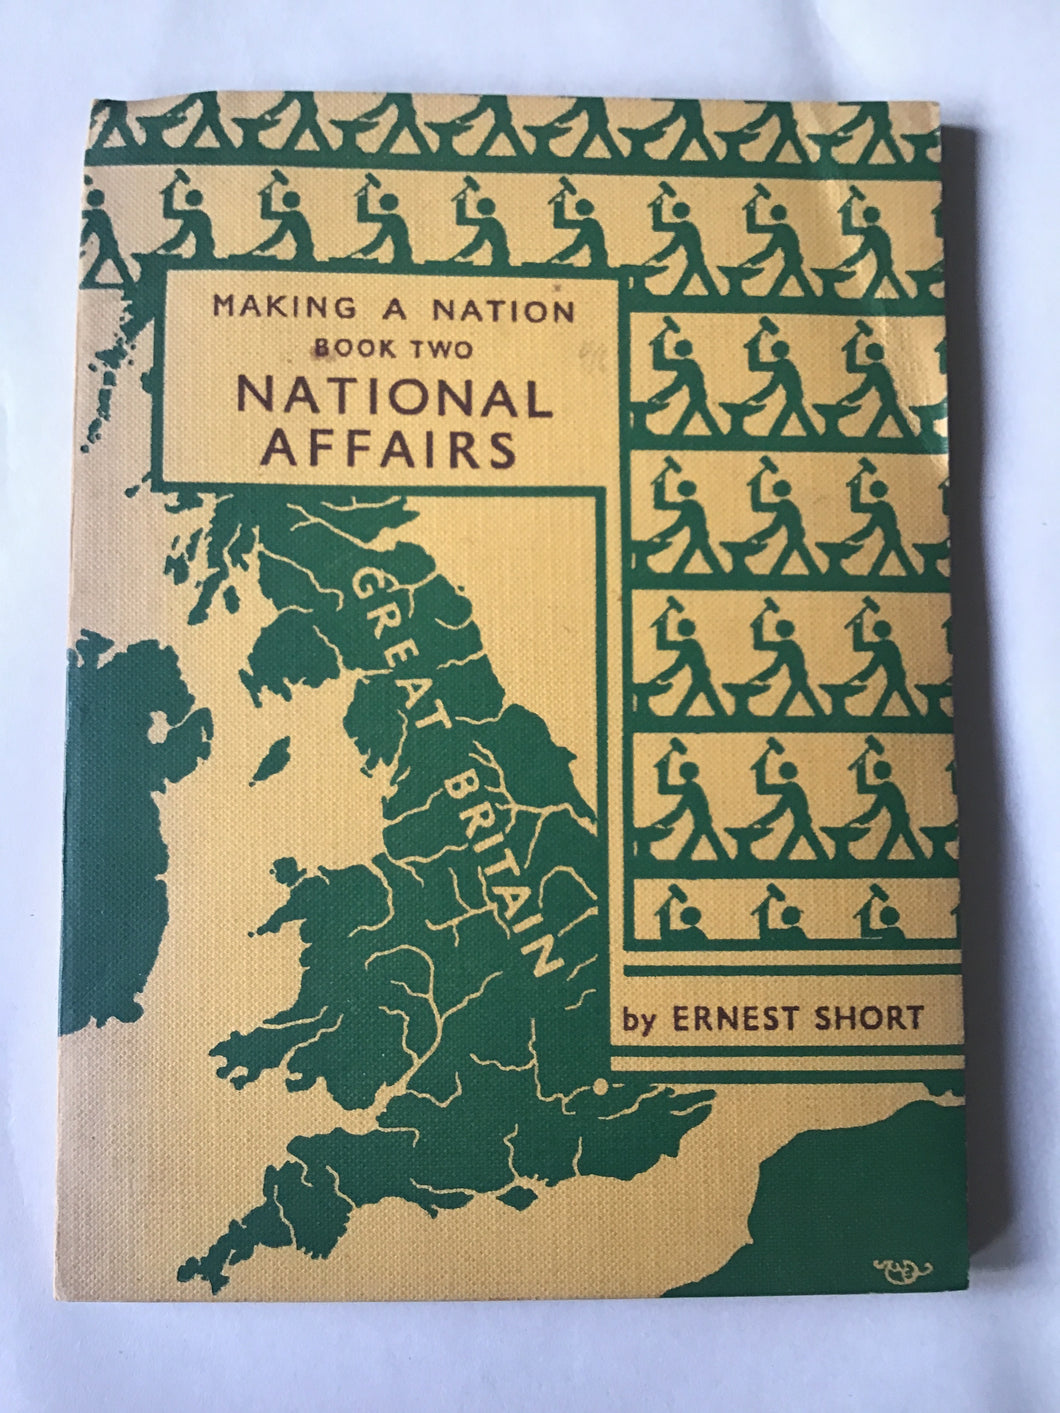 MAKING A NATION
BOOK TWO
NATIONAL
AFFAIRS
GREAT BRITAIN
by ERNEST SHORT